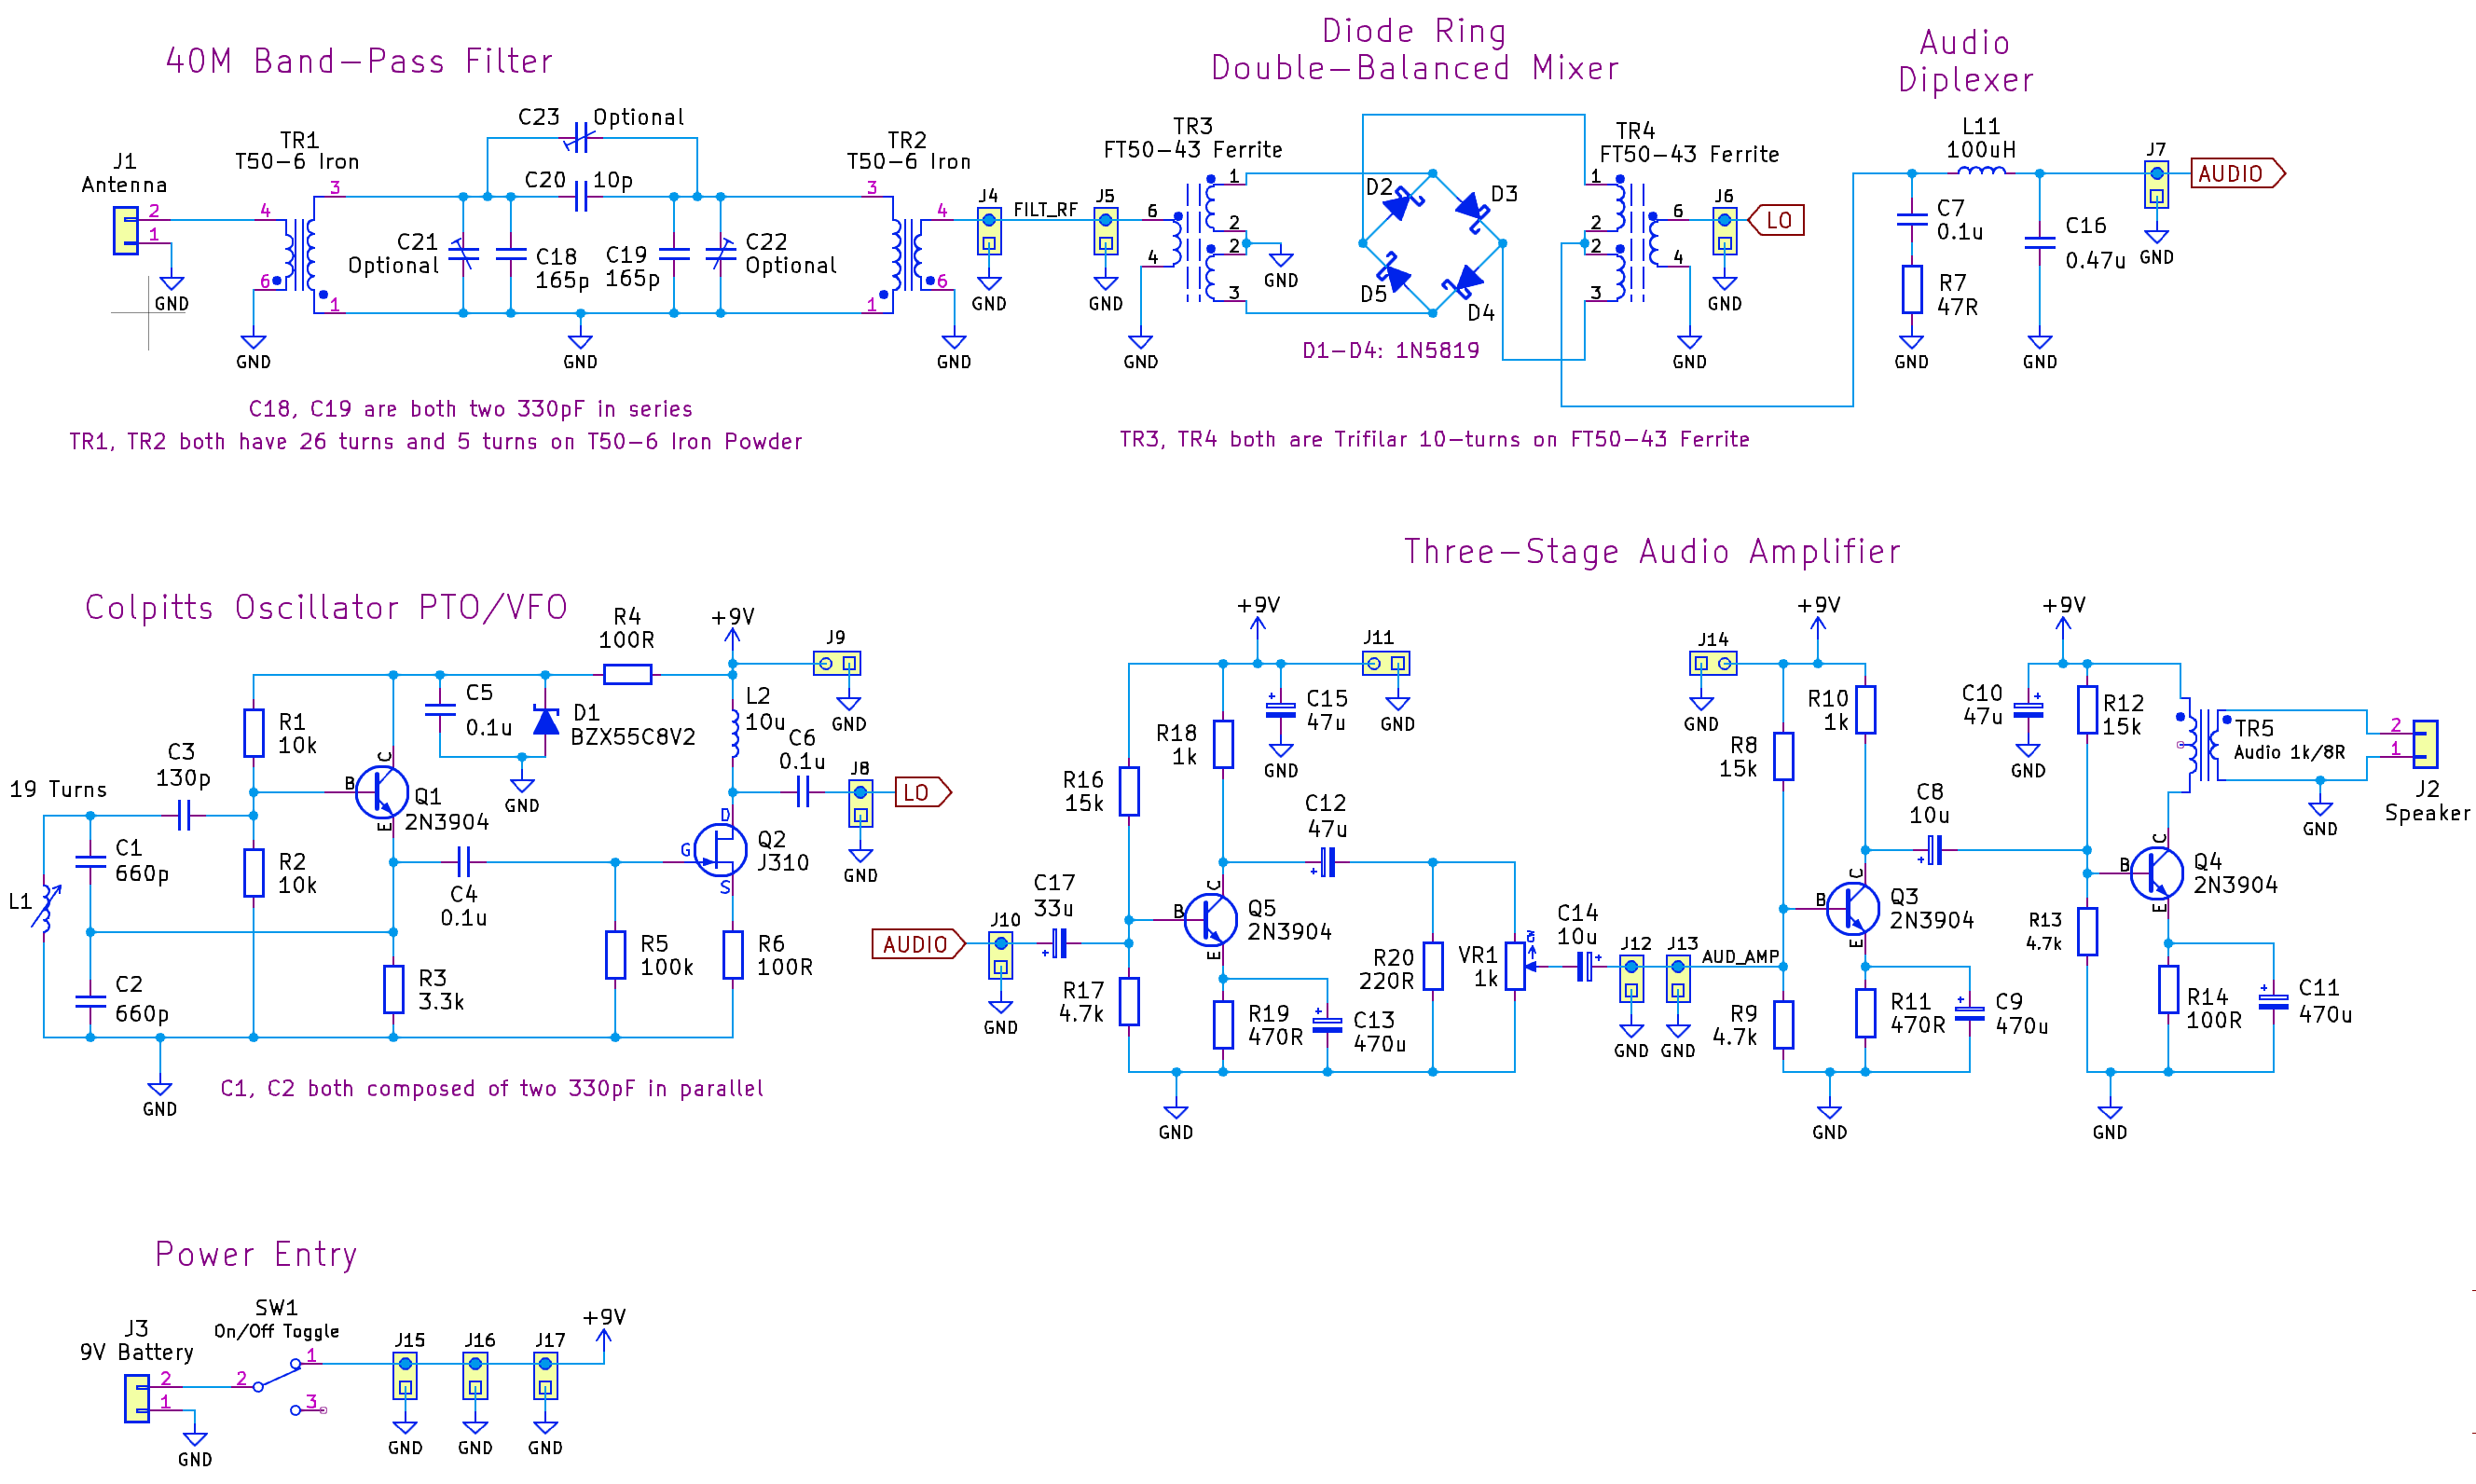 40M Band-Pass Filter
Diode Ring
Double-Balanced Mixer
Audio
Diplexer
J1
Antenna
2
1
GND
TR1
T50-6 Iron
4
6
3
1
GND
C23 Optional
C20 10p
C21
Optional
C18
165p
C19
165p
C22
Optional
GND
TR2
T50-6 Iron
3
1
4
6
GND
J4
GND
FILT_RF
J5
GND
C18, C19 are both two 330pF in series
TR1, TR2 both have 26 turns and 5 turns on T50-6 Iron Powder
TR3
FT50-43 Ferrite
6
4
1
2
2
3
GND
GND
D2
D3
D5
D4
D1-D4: 1N5819
TR4
FT50-43 Ferrite
1
2
2
3
6
4
GND
J6
LO
GND
TR3, TR4 both are Trifilar 10-turns on FT50-43 Ferrite
L11
100uH
C7
0.1u
R7
47R
GND
C16
0.47u
GND
J7
AUDIO
GND
Colpitts Oscillator PTO/VFO
19 Turns
L1
C1
660p
C2
660p
C3
130p
R1
10k
R2
10k
B
C
E
Q1
2N3904
R3
3.3k
C4
0.1u
C5
0.1u
D1
BZX55C8V2
GND
R4
100R
+9V
J9
GND
L2
10u
C6
0.1u
J8
LO
GND
D
G
S
Q2
J310
R5
100k
R6
100R
GND
C1, C2 both composed of two 330pF in parallel
Three-Stage Audio Amplifier
AUDIO
J10
GND
C17
33u
R16
15k
R17
4.7k
+9V
R18
1k
C15
47u
GND
J11
GND
C12
47u
B
C
E
Q5
2N3904
R19
470R
C13
470u
R20
220R
VR1
1k
CW
GND
C14
10u
J12
GND
J13
GND
AUD_AMP
J14
GND
+9V
R8
15k
R9
4.7k
R10
1k
B
C
E
Q3
2N3904
R11
470R
C9
470u
GND
C8
10u
+9V
C10
47u
GND
R12
15k
R13
4.7k
B
C
E
Q4
2N3904
R14
100R
C11
470u
GND
TR5
Audio 1k/8R
GND
2
1
J2
Speaker
Power Entry
J3
9V Battery
2
1
GND
SW1
On/Off Toggle
2
1
3
J15
GND
J16
GND
J17
GND
+9V